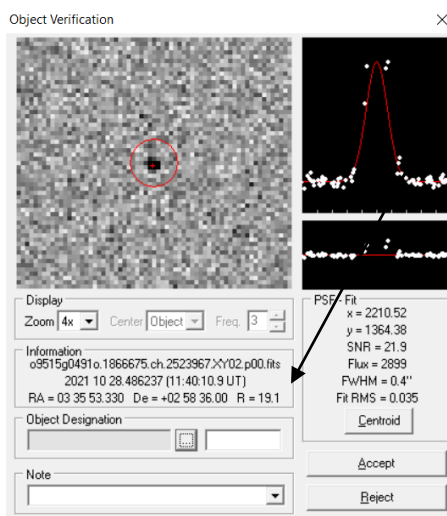 Object Verification
Display
Zoom 4x Center Object Freq. 3
Information
o9515g0491o.1866675.ch.2523967.XY02.p00.fits
2021 10 28.486237 (11:40:10.9 UT)
RA = 03 35 53.330 De = +02 58 36.00 R = 19.1
Object Designation
...
Note
PSF - Fit
x = 2210.52
y = 1364.38
SNR = 21.9
Flux = 2899
FWHM = 0.4''
Fit RMS = 0.035
Centroid
Accept
Reject